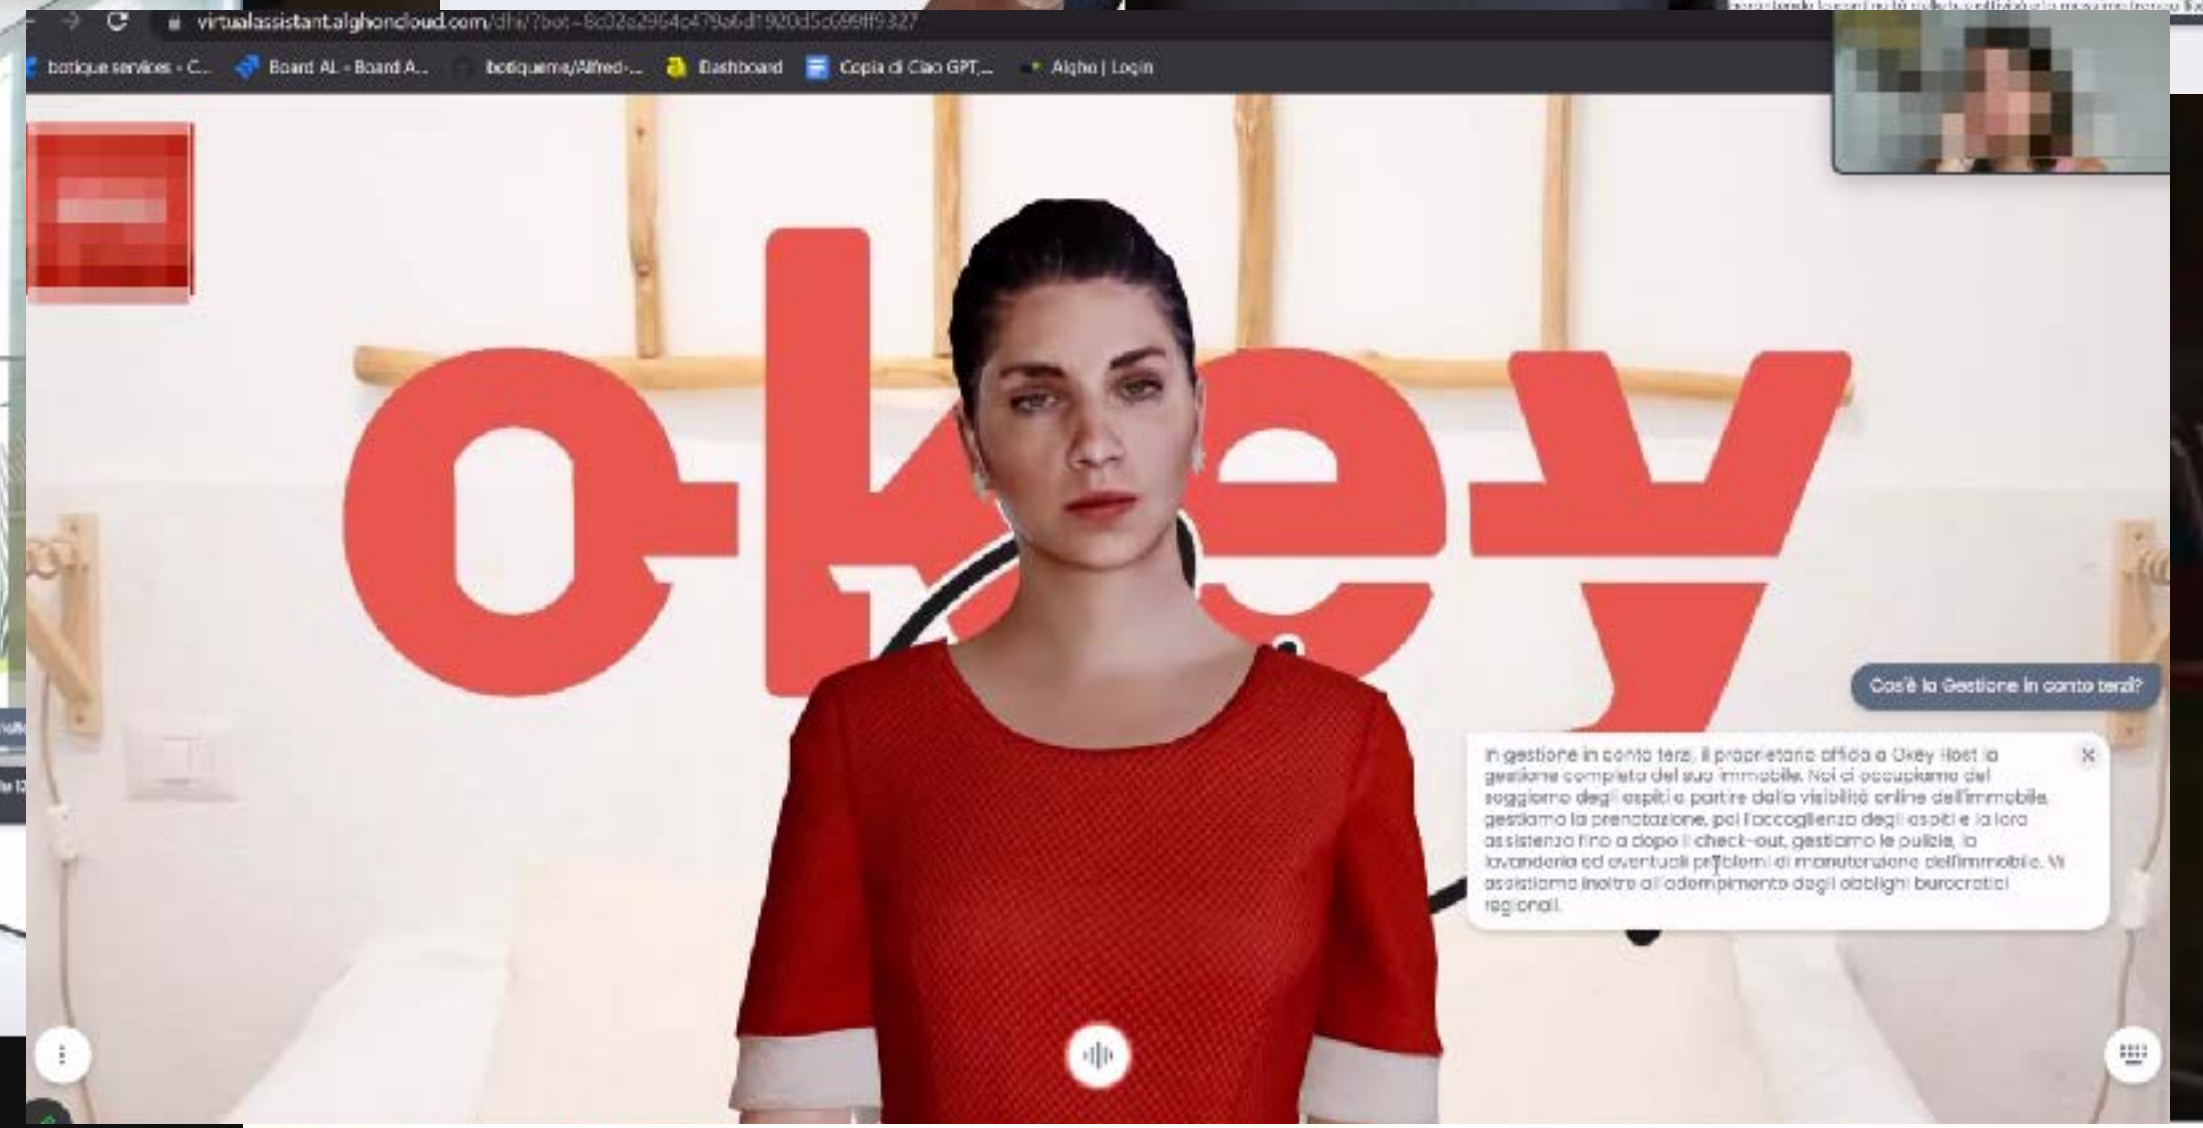 virtualassistant.alghoncloud.com/dhi/?bot=8c02e2964c479a6d1920d5c699ff9327
botique services - C...
Board AL - Board A...
botiqueme/Alfred-...
Dashboard
Copia di Ciao GPT,...
Algho | Login
okey
Cos'è la Gestione in conto terzi?
In gestione in conto terzi, il proprietario affida a Okey Host la
gestione completa del suo immobile. Noi ci occupiamo del
soggiorno degli ospiti a partire dalla visibilità online dell'immobile,
gestiamo la prenotazione, poi l'accoglienza degli ospiti e la loro
assistenza fino a dopo il check-out, gestiamo le pulizie, la
lavanderia ed eventuali problemi di manutenzione dell'immobile. Vi
assistiamo inoltre all'adempimento degli obblighi burocratici
regionali.